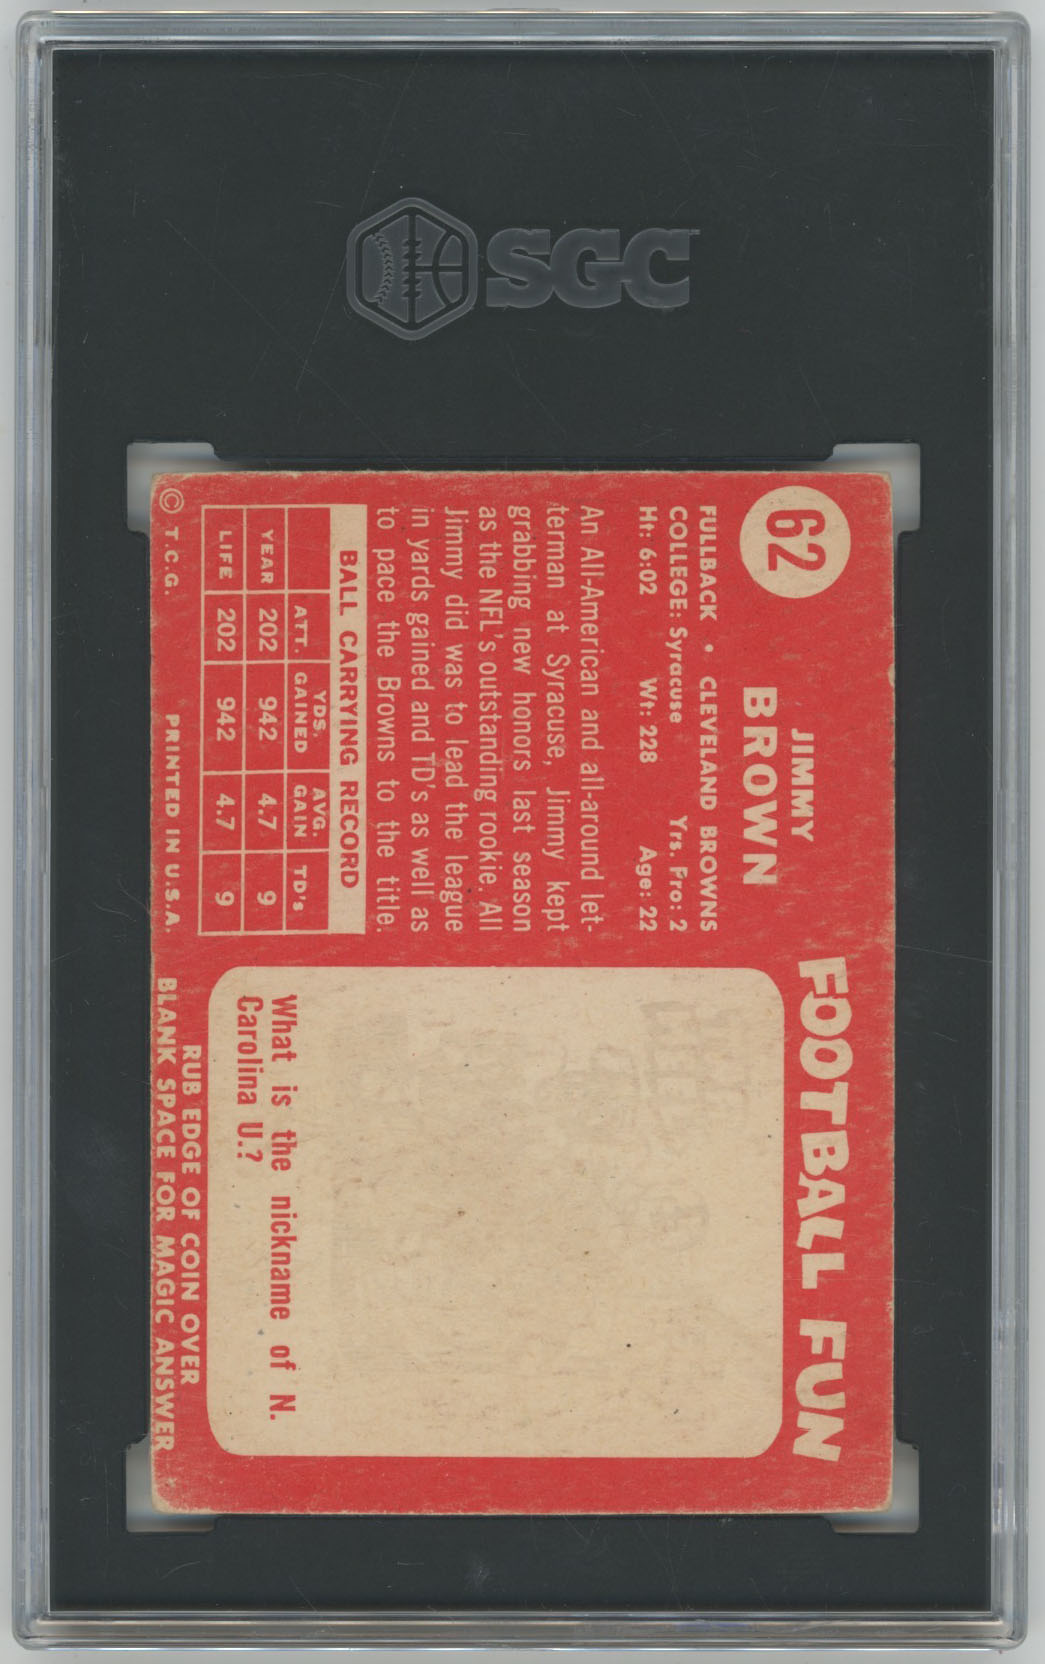 SGC
62
JIMMY
BROWN
FULLBACK • CLEVELAND BROWNS
COLLEGE: Syracuse Yrs. Pro: 2
Ht: 6:02 Wt: 228 Age: 22
An All-American and all-around let-
terman at Syracuse, Jimmy kept
grabbing new honors last season
as the NFL's outstanding rookie. All
Jimmy did was to lead the league
in yards gained and TD's as well as
to pace the Browns to the title.
BALL CARRYING RECORD
ATT. YDS. GAINED AVG. GAIN TD's
YEAR 202 942 4.7 9
LIFE 202 942 4.7 9
© T.C.G. PRINTED IN U.S.A.
FOOTBALL FUN
What is the nickname of N.
Carolina U.?
RUB EDGE OF COIN OVER
BLANK SPACE FOR MAGIC ANSWER